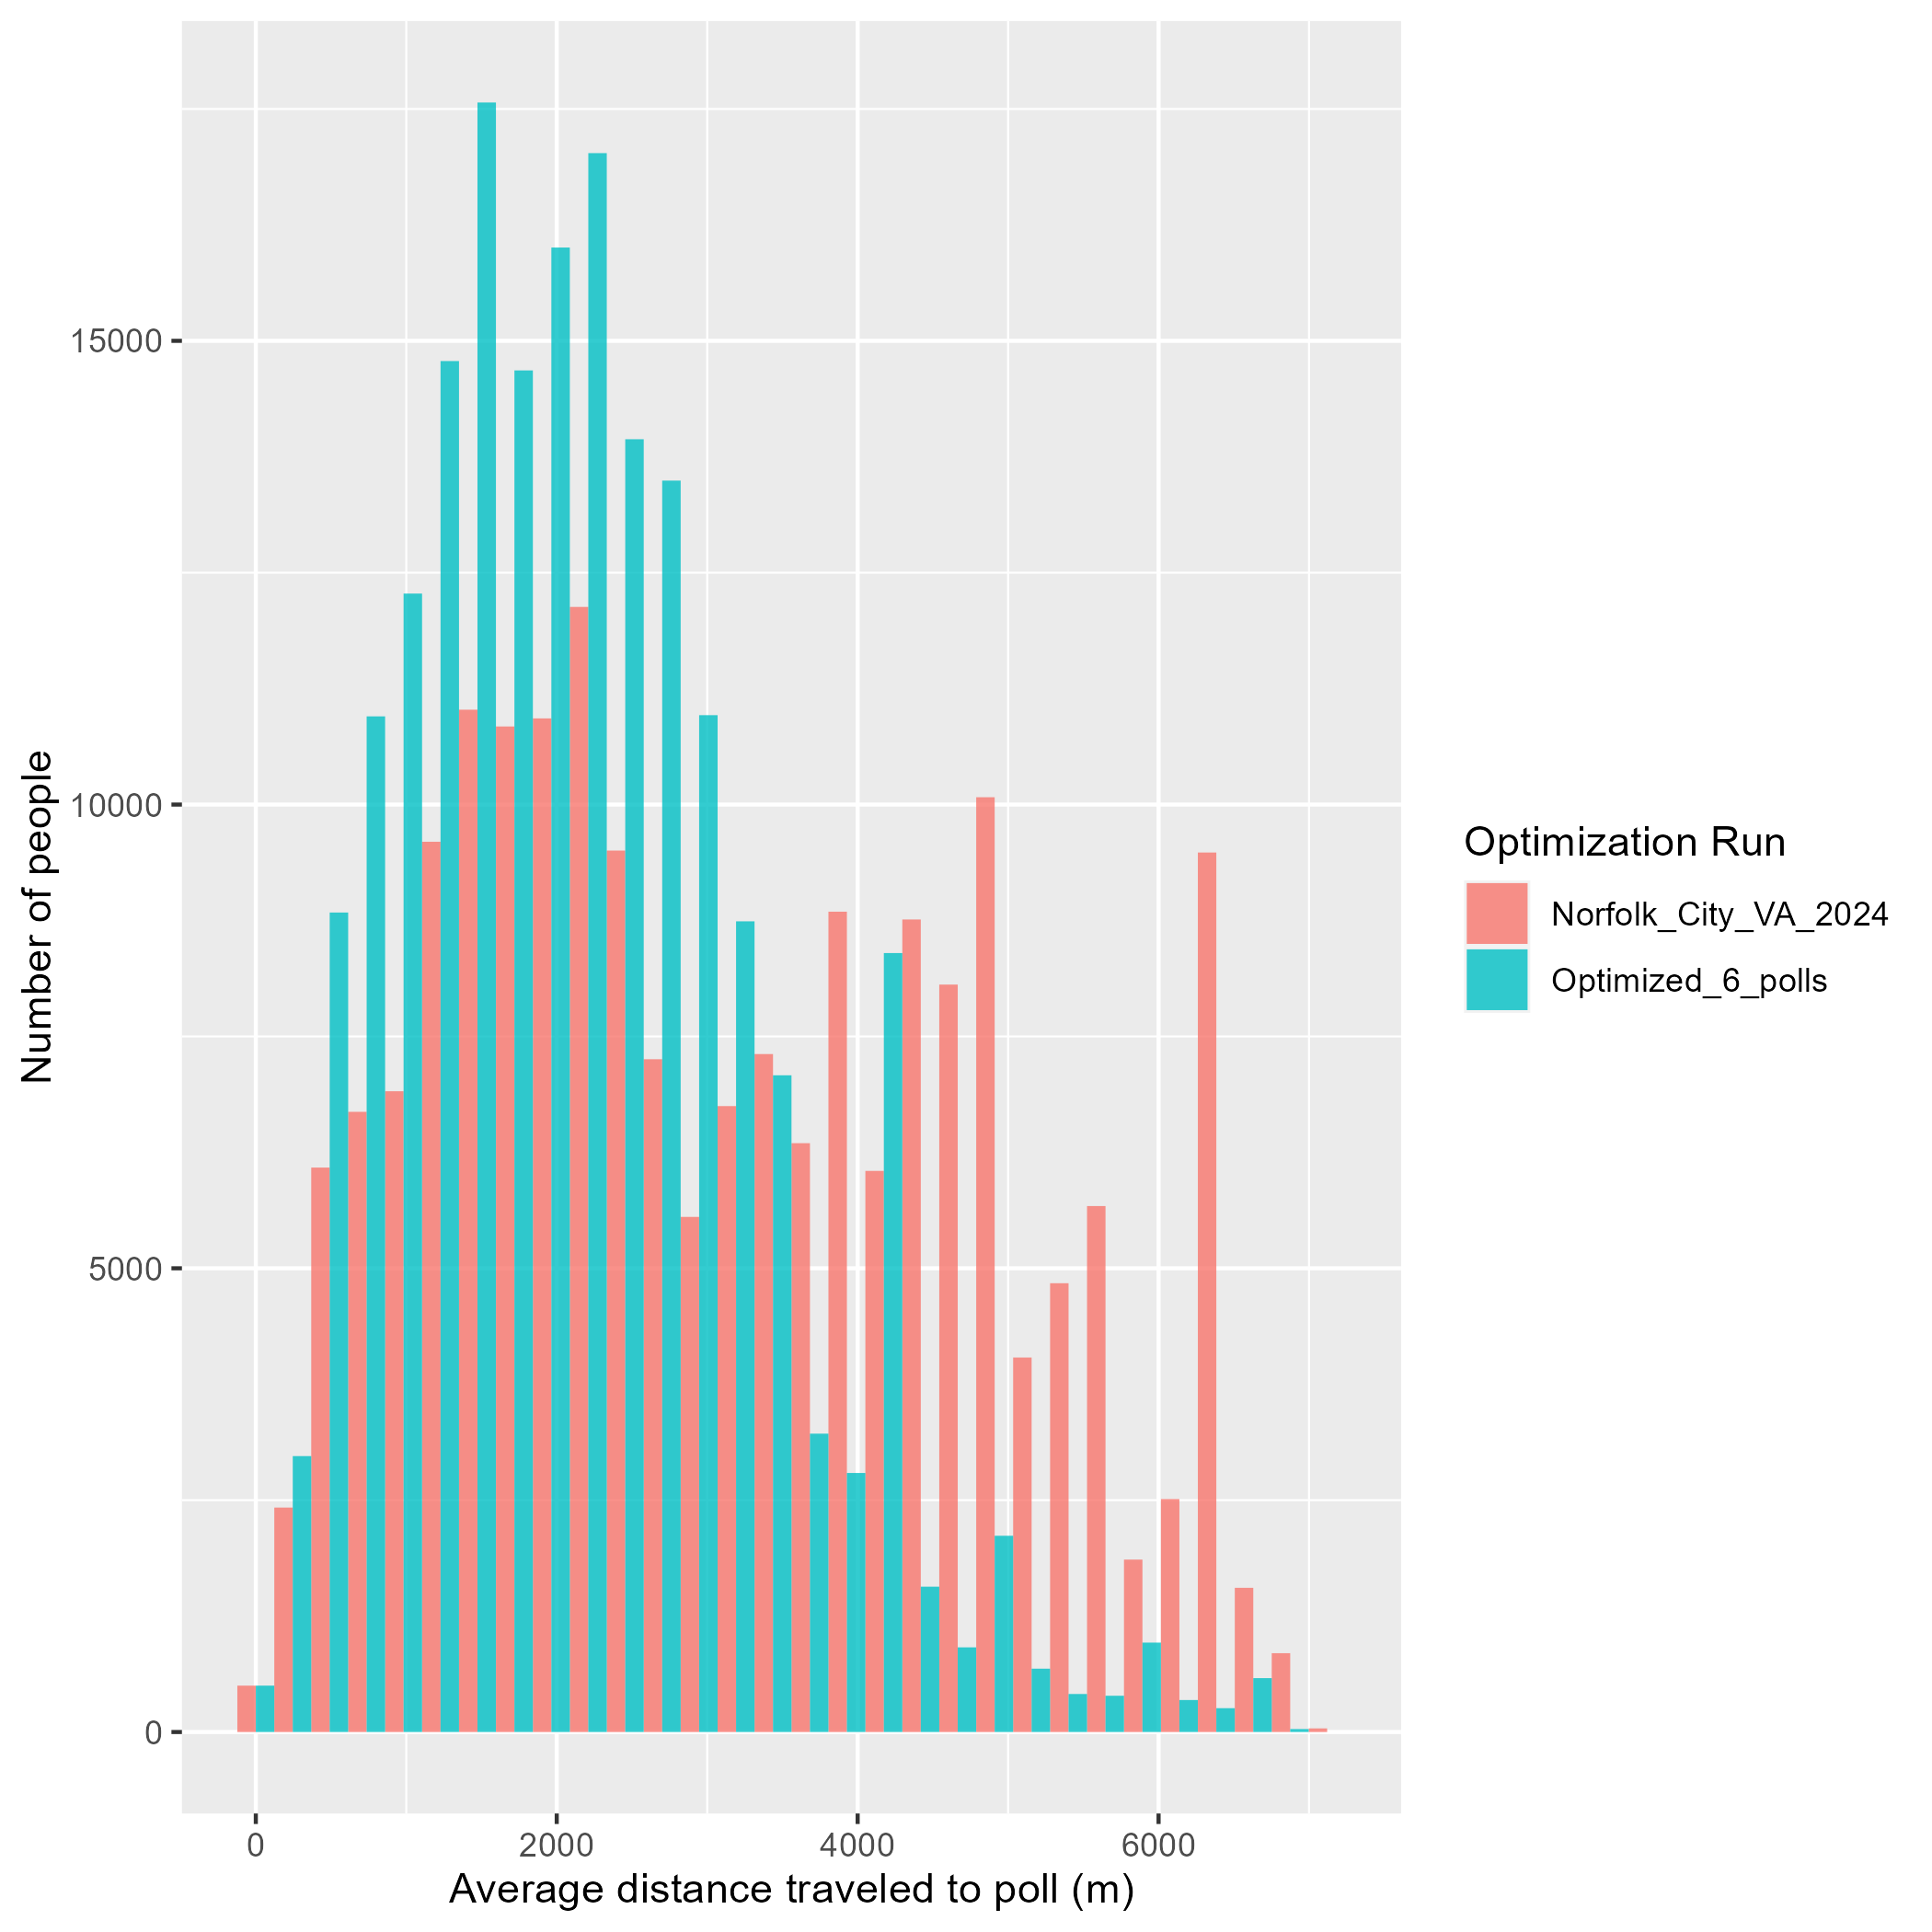 15000
10000
5000
0
Number of people
0 2000 4000 6000
Average distance traveled to poll (m)
Optimization Run
Norfolk_City_VA_2024
Optimized_6_polls